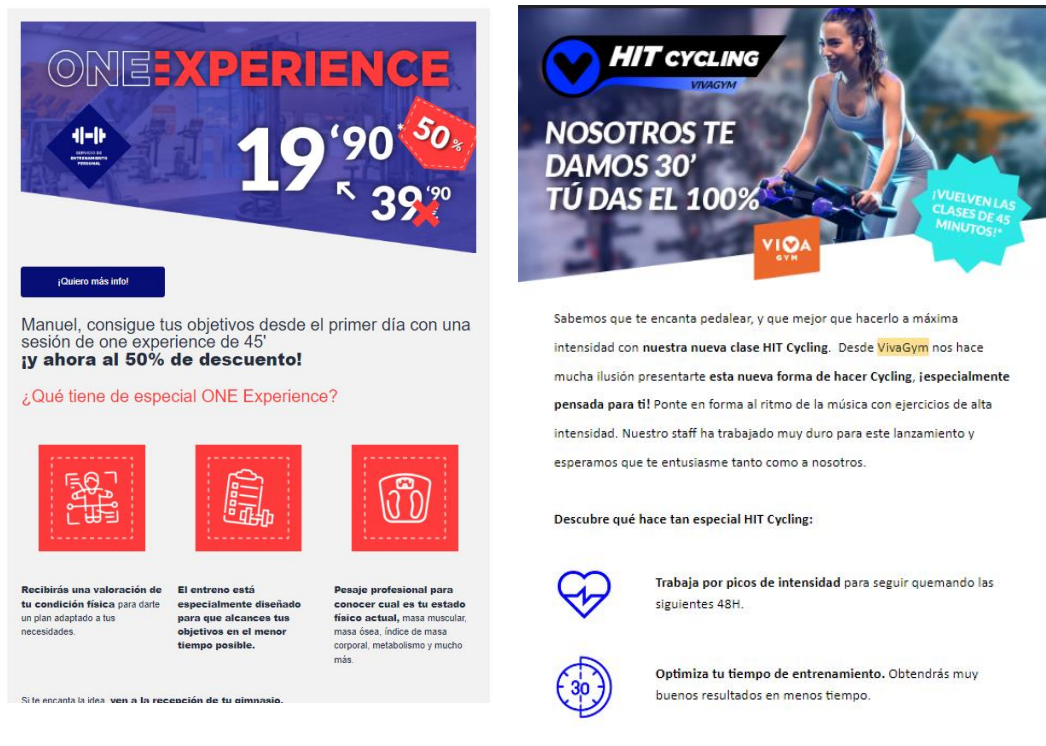 ONE EXPERIENCE
SERVICIO DE
ENTRENAMIENTO
PERSONAL
19‘90*
50%
39‘90
¡Quiero más info!
Manuel, consigue tus objetivos desde el primer día con una
sesión de one experience de 45'
¡y ahora al 50% de descuento!
¿Qué tiene de especial ONE Experience?
Recibirás una valoración de
tu condición física para darte
un plan adaptado a tus
necesidades.
El entreno está
especialmente diseñado
para que alcances tus
objetivos en el menor
tiempo posible.
Pesaje profesional para
conocer cual es tu estado
físico actual, masa muscular,
masa ósea, índice de masa
corporal, metabolismo y mucho
más.
Si te encanta la idea, ven a la recepción de tu gimnasio.
HIT CYCLING
VIVAGYM
NOSOTROS TE
DAMOS 30’
TÚ DAS EL 100%
¡VUELVEN LAS
CLASES DE 45
MINUTOS!*
VIVA
GYM
Sabemos que te encanta pedalear, y que mejor que hacerlo a máxima
intensidad con nuestra nueva clase HIT Cycling. Desde VivaGym nos hace
mucha ilusión presentarte esta nueva forma de hacer Cycling, ¡especialmente
pensada para ti! Ponte en forma al ritmo de la música con ejercicios de alta
intensidad. Nuestro staff ha trabajado muy duro para este lanzamiento y
esperamos que te entusiasme tanto como a nosotros.
Descubre qué hace tan especial HIT Cycling:
Trabaja por picos de intensidad para seguir quemando las
siguientes 48H.
30
Optimiza tu tiempo de entrenamiento. Obtendrás muy
buenos resultados en menos tiempo.